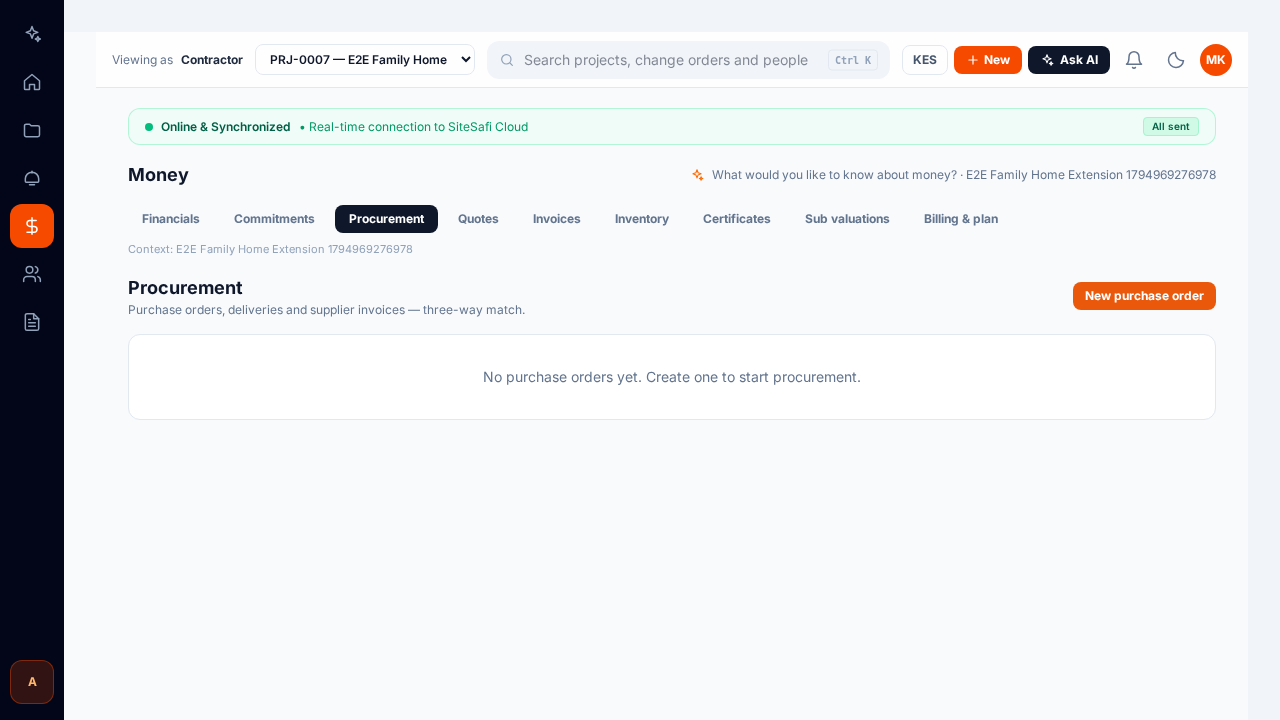 Viewing as Contractor PRJ-0007 — E2E Family Home Search projects, change orders and people Ctrl K KES New Ask AI MK
Online & Synchronized • Real-time connection to SiteSafi Cloud All sent
Money What would you like to know about money? · E2E Family Home Extension 1794969276978
Financials Commitments Procurement Quotes Invoices Inventory Certificates Sub valuations Billing & plan
Context: E2E Family Home Extension 1794969276978
Procurement
Purchase orders, deliveries and supplier invoices — three-way match.
New purchase order
No purchase orders yet. Create one to start procurement.
A